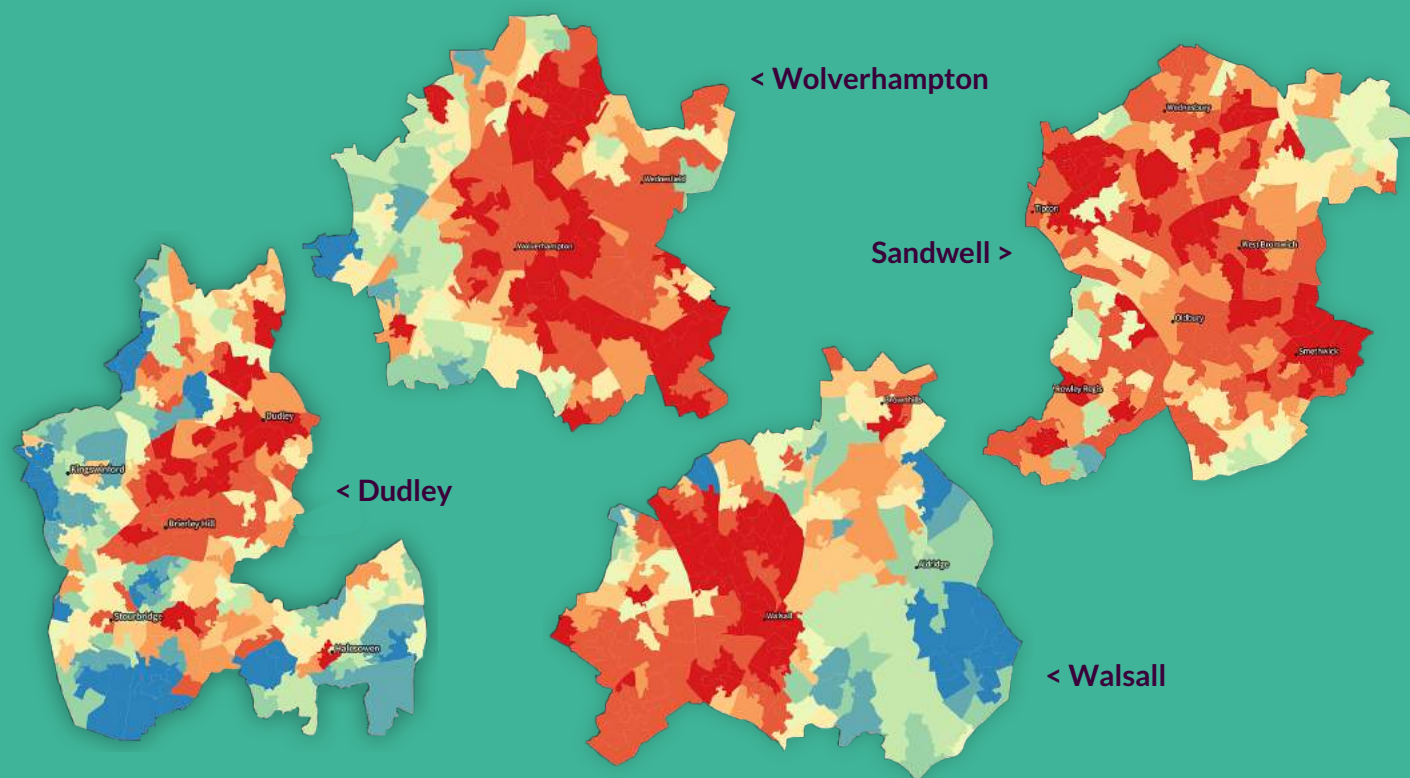 < Wolverhampton
Wednesbury
Wednesfield
Tipton
Wolverhampton
Sandwell >
West Bromwich
Oldbury
Smethwick
Rowley Regis
Brownhills
Dudley
Kingswinford
< Dudley
Brierley Hill
Aldridge
Stourbridge
Walsall
Halesowen
< Walsall